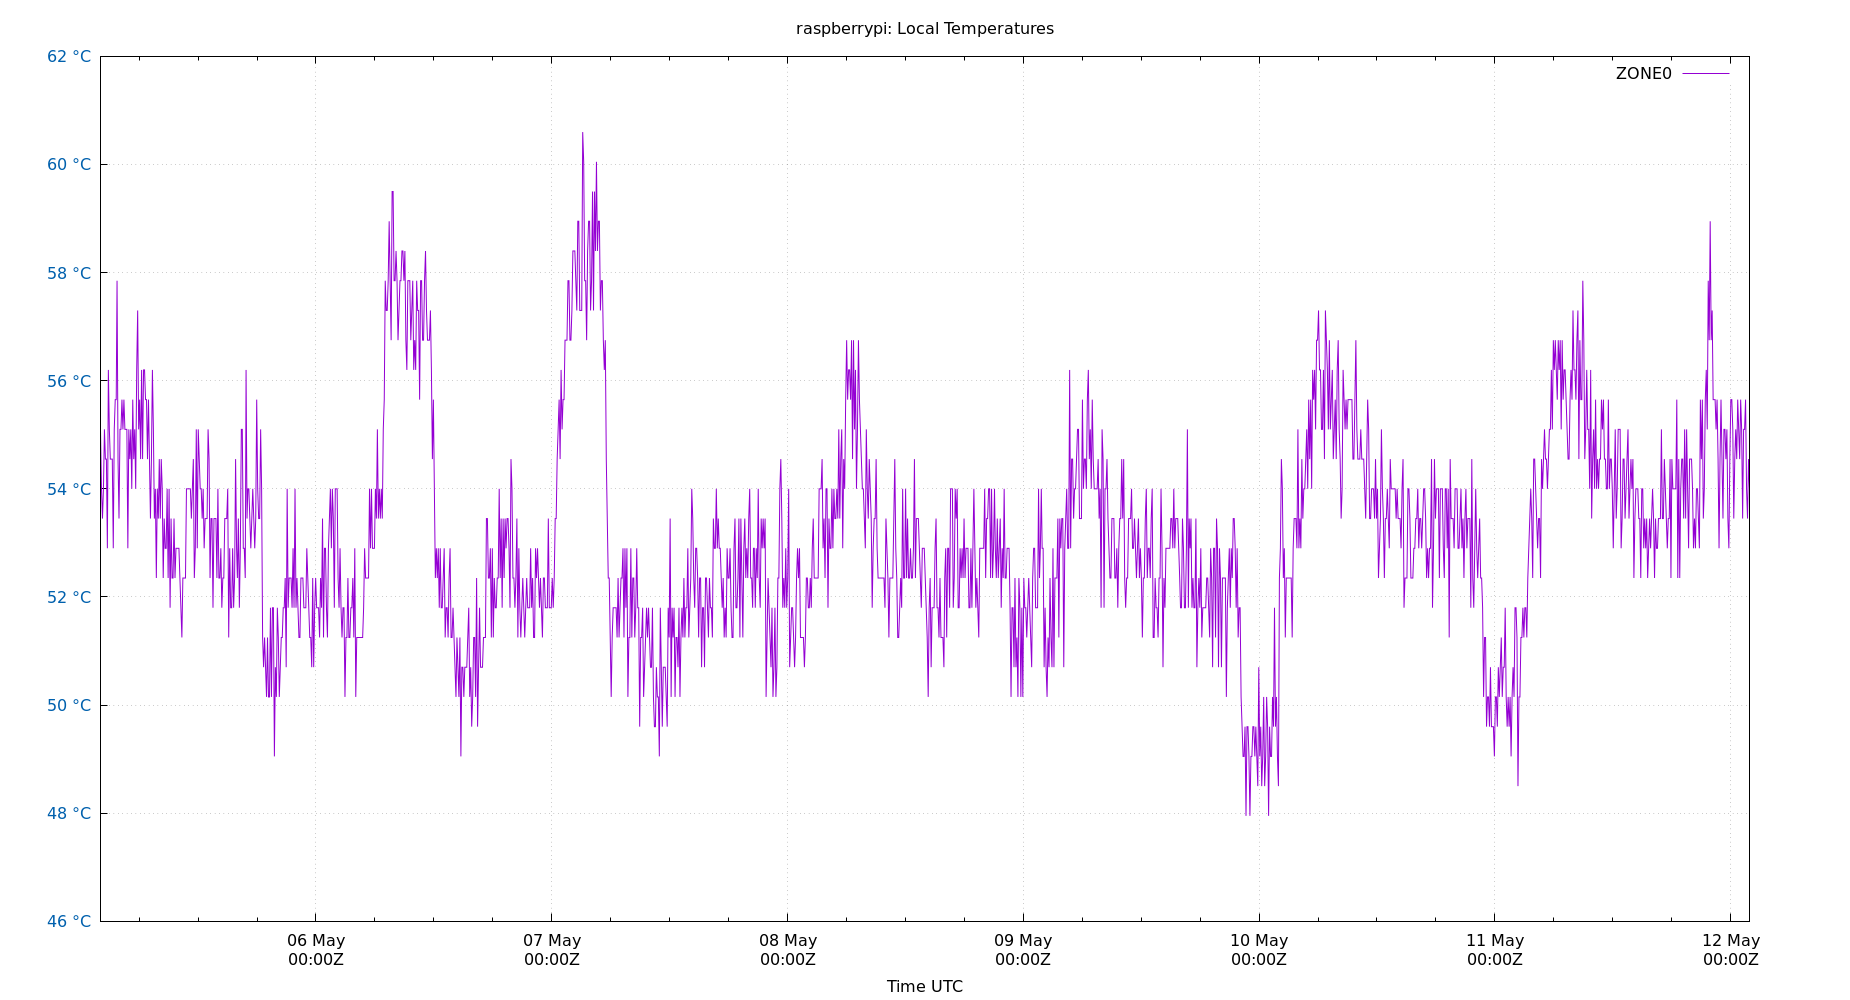 raspberrypi: Local Temperatures
ZONE0
62 °C
60 °C
58 °C
56 °C
54 °C
52 °C
50 °C
48 °C
46 °C
06 May
00:00Z
07 May
00:00Z
08 May
00:00Z
09 May
00:00Z
10 May
00:00Z
11 May
00:00Z
12 May
00:00Z
Time UTC